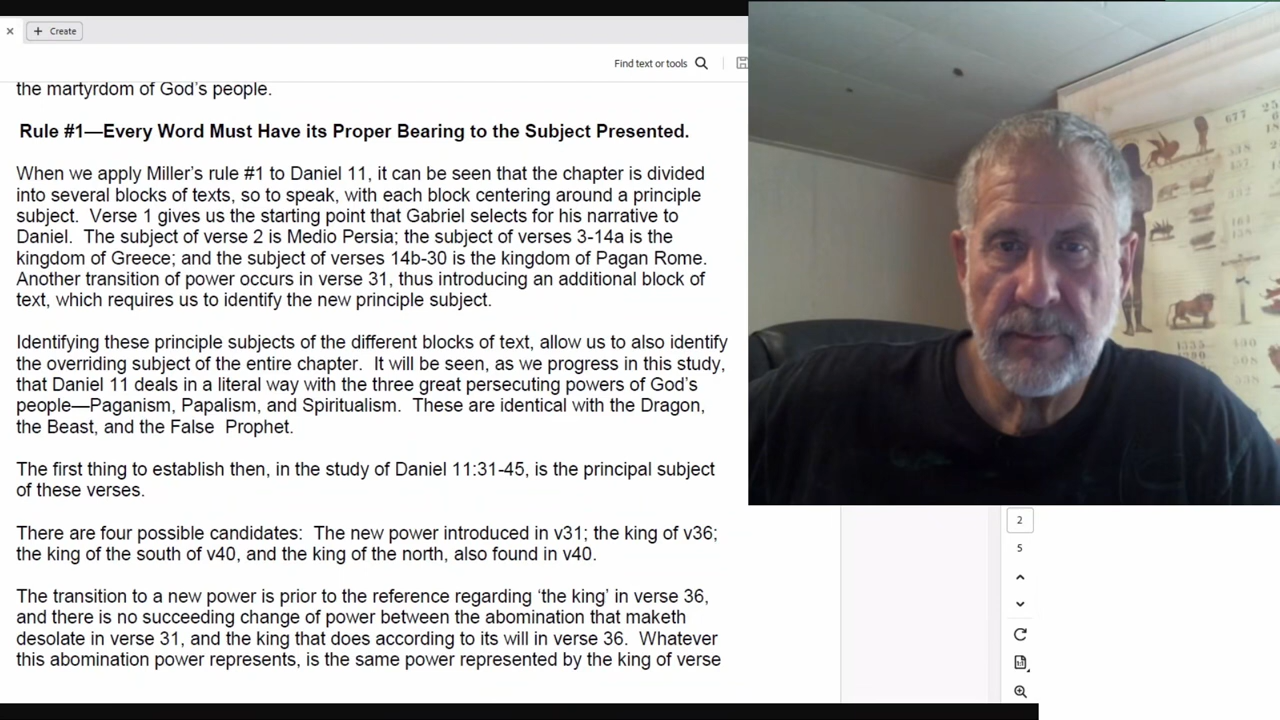 Create
Find text or tools
the martyrdom of God's people.
Rule #1—Every Word Must Have its Proper Bearing to the Subject Presented.
When we apply Miller's rule #1 to Daniel 11, it can be seen that the chapter is divided
into several blocks of texts, so to speak, with each block centering around a principle
subject.  Verse 1 gives us the starting point that Gabriel selects for his narrative to
Daniel.  The subject of verse 2 is Medio Persia; the subject of verses 3-14a is the
kingdom of Greece; and the subject of verses 14b-30 is the kingdom of Pagan Rome.
Another transition of power occurs in verse 31, thus introducing an additional block of
text, which requires us to identify the new principle subject.
Identifying these principle subjects of the different blocks of text, allow us to also identify
the overriding subject of the entire chapter.  It will be seen, as we progress in this study,
that Daniel 11 deals in a literal way with the three great persecuting powers of God's
people—Paganism, Papalism, and Spiritualism.  These are identical with the Dragon,
the Beast, and the False  Prophet.
The first thing to establish then, in the study of Daniel 11:31-45, is the principal subject
of these verses.
There are four possible candidates:  The new power introduced in v31; the king of v36;
the king of the south of v40, and the king of the north, also found in v40.
The transition to a new power is prior to the reference regarding 'the king' in verse 36,
and there is no succeeding change of power between the abomination that maketh
desolate in verse 31, and the king that does according to its will in verse 36.  Whatever
this abomination power represents, is the same power represented by the king of verse
677
538
457
508
538
2
5